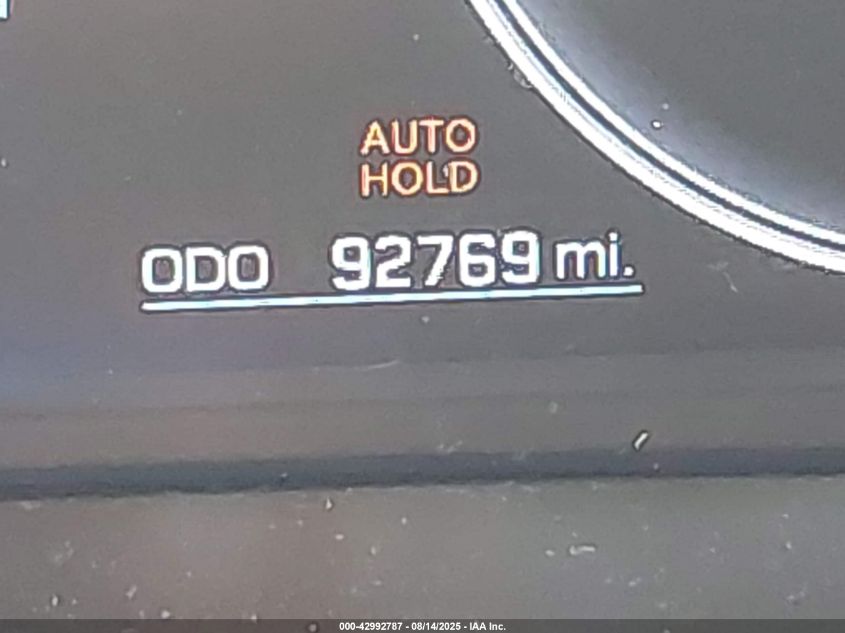 AUTO
HOLD
ODO 92769 mi.
000-42992787 - 08/14/2025 - IAA Inc.